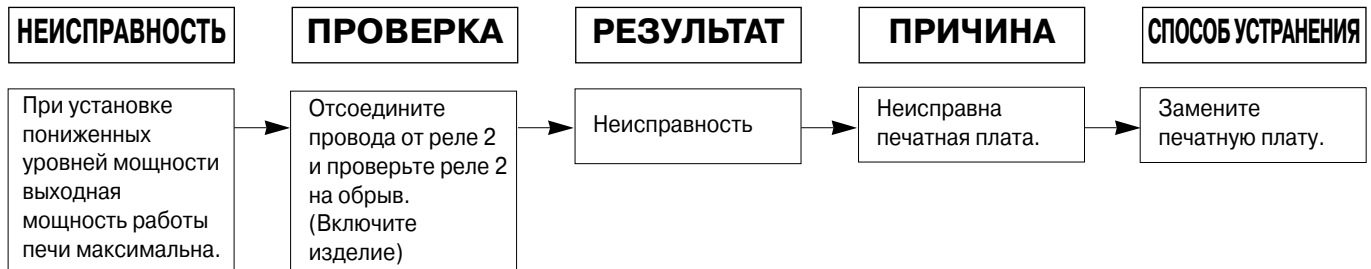 НЕИСПРАВНОСТЬ
ПРОВЕРКА
РЕЗУЛЬТАТ
ПРИЧИНА
СПОСОБ УСТРАНЕНИЯ
При установке
пониженных
уровней мощности
выходная
мощность работы
печи максимальна.
Отсоедините
провода от реле 2
и проверьте реле 2
на обрыв.
(Включите
изделие)
Неисправность
Неисправна
печатная плата.
Замените
печатную плату.